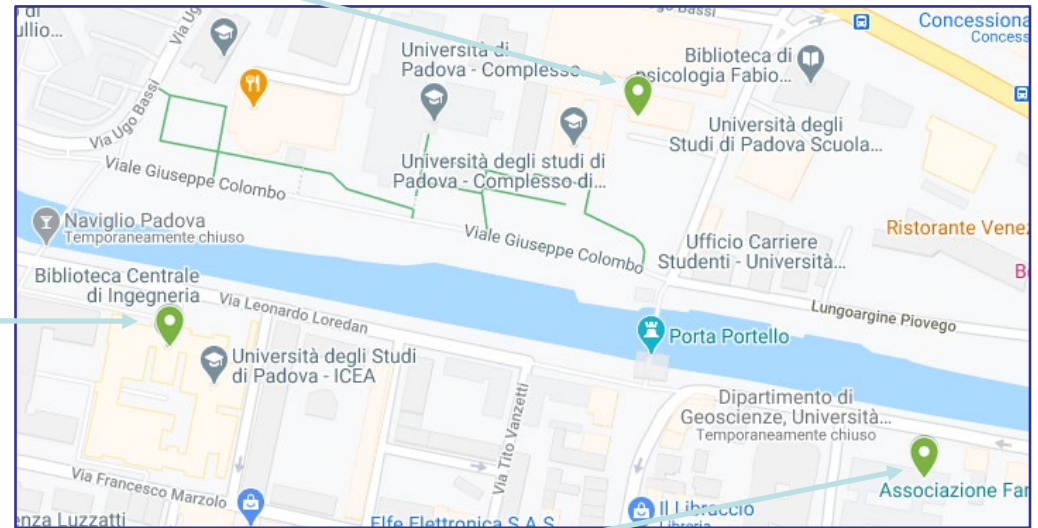 o di
ullio...
Via Ugo
Ugo Bassi
Concessiona
Concess
Università di
Padova - Complesso...
Biblioteca di
psicologia Fabio...
Via Ugo Bassi
Università degli
Studi di Padova Scuola...
Viale Giuseppe Colombo
Università degli studi di
Padova - Complesso di...
Naviglio Padova
Temporaneamente chiuso
Viale Giuseppe Colombo
Ufficio Carriere
Studenti - Università...
Ristorante Vene
B
Biblioteca Centrale
di Ingegneria
Via Leonardo Loredan
Lungoargine Piovego
Porta Portello
Università degli Studi
di Padova - ICEA
Via Tito Vanzetti
Dipartimento di
Geoscienze, Università...
Temporaneamente chiuso
Via Francesco Marzolo
Associazione Far
enza Luzzatti
Elfe Elettronica S.A.S
Il Libraccio
Libreria